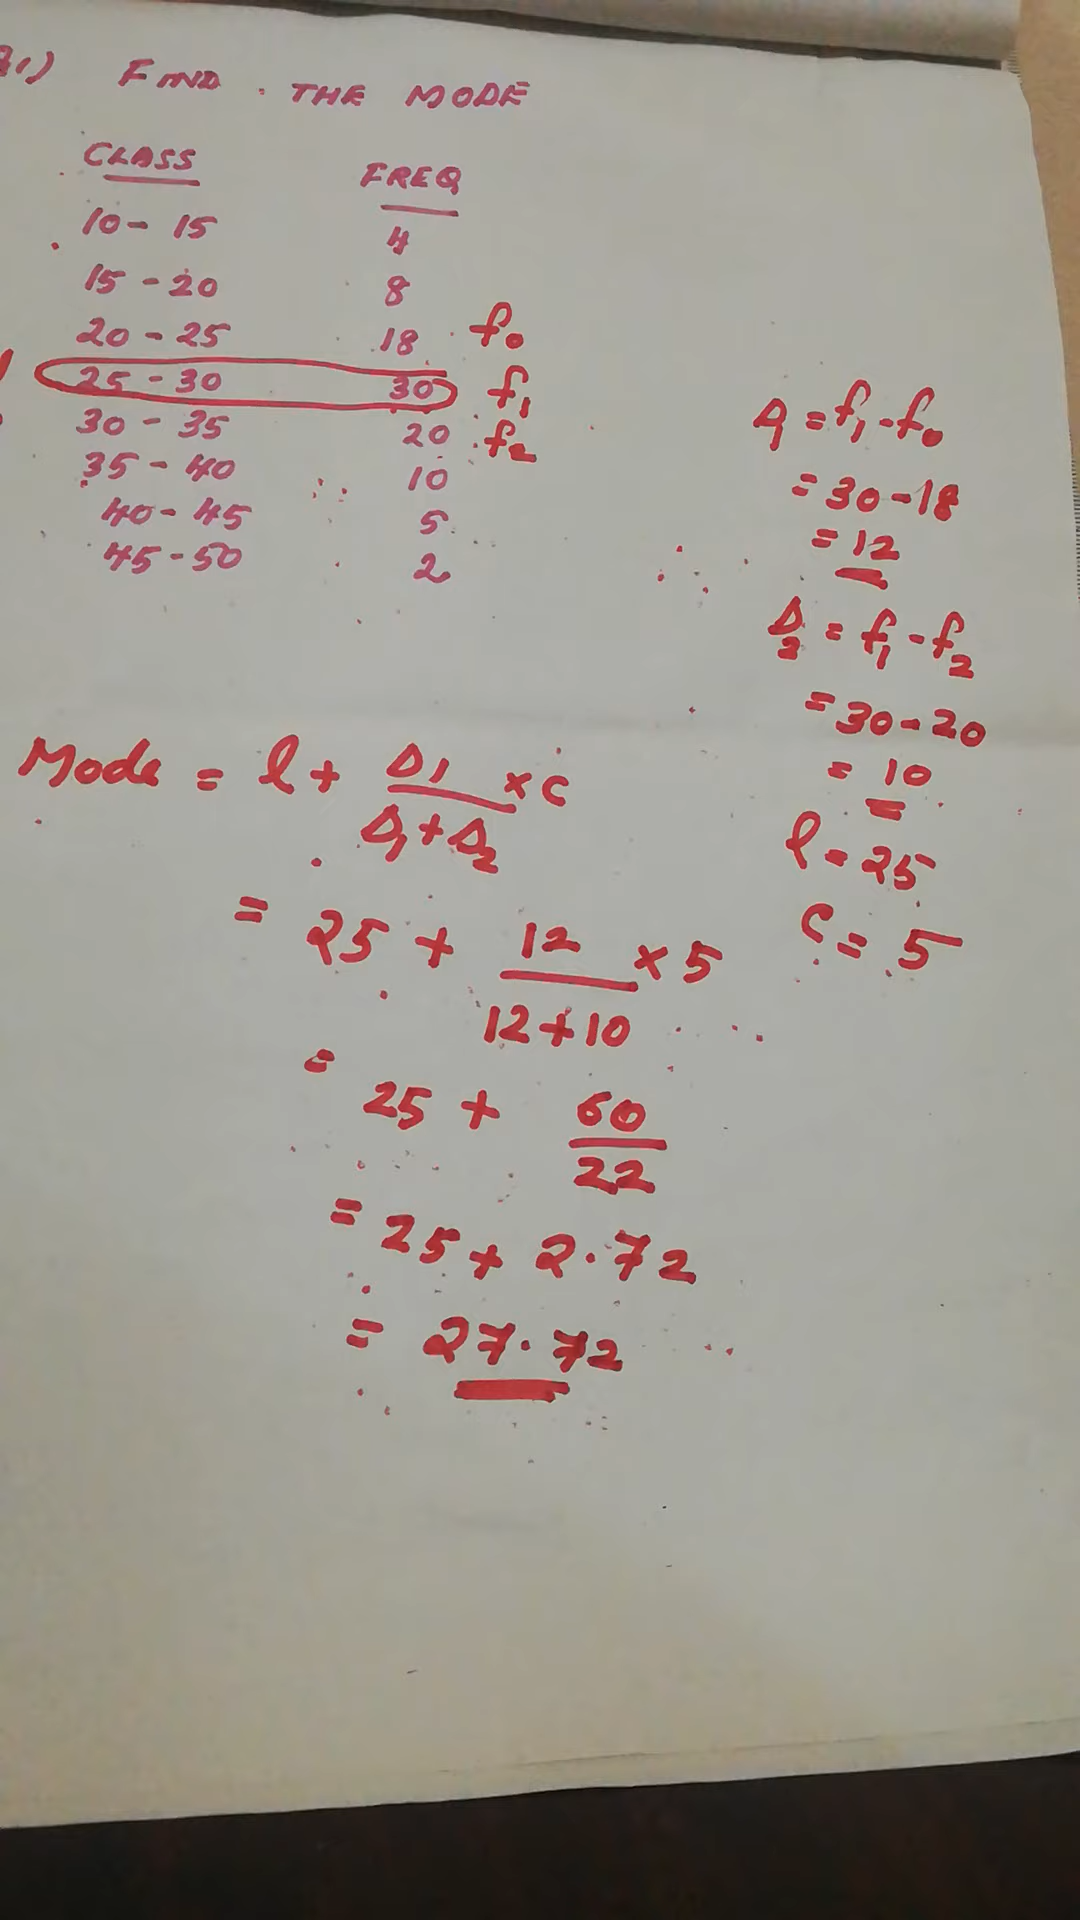 Q1) FIND THE MODE
CLASS FREQ
10 - 15 4
15 - 20 8
20 - 25 18 f₀
25 - 30 30 f₁
30 - 35 20 f₂
35 - 40 10
40 - 45 5
45 - 50 2
Δ₁ = f₁ - f₀
= 30 - 18
= 12
Δ₂ = f₁ - f₂
= 30 - 20
= 10
l = 25
c = 5
Mode = l + Δ1 / Δ₁ + Δ₂ × c
= 25 + 12 / 12 + 10 × 5
= 25 + 60 / 22
= 25 + 2.72
= 27.72